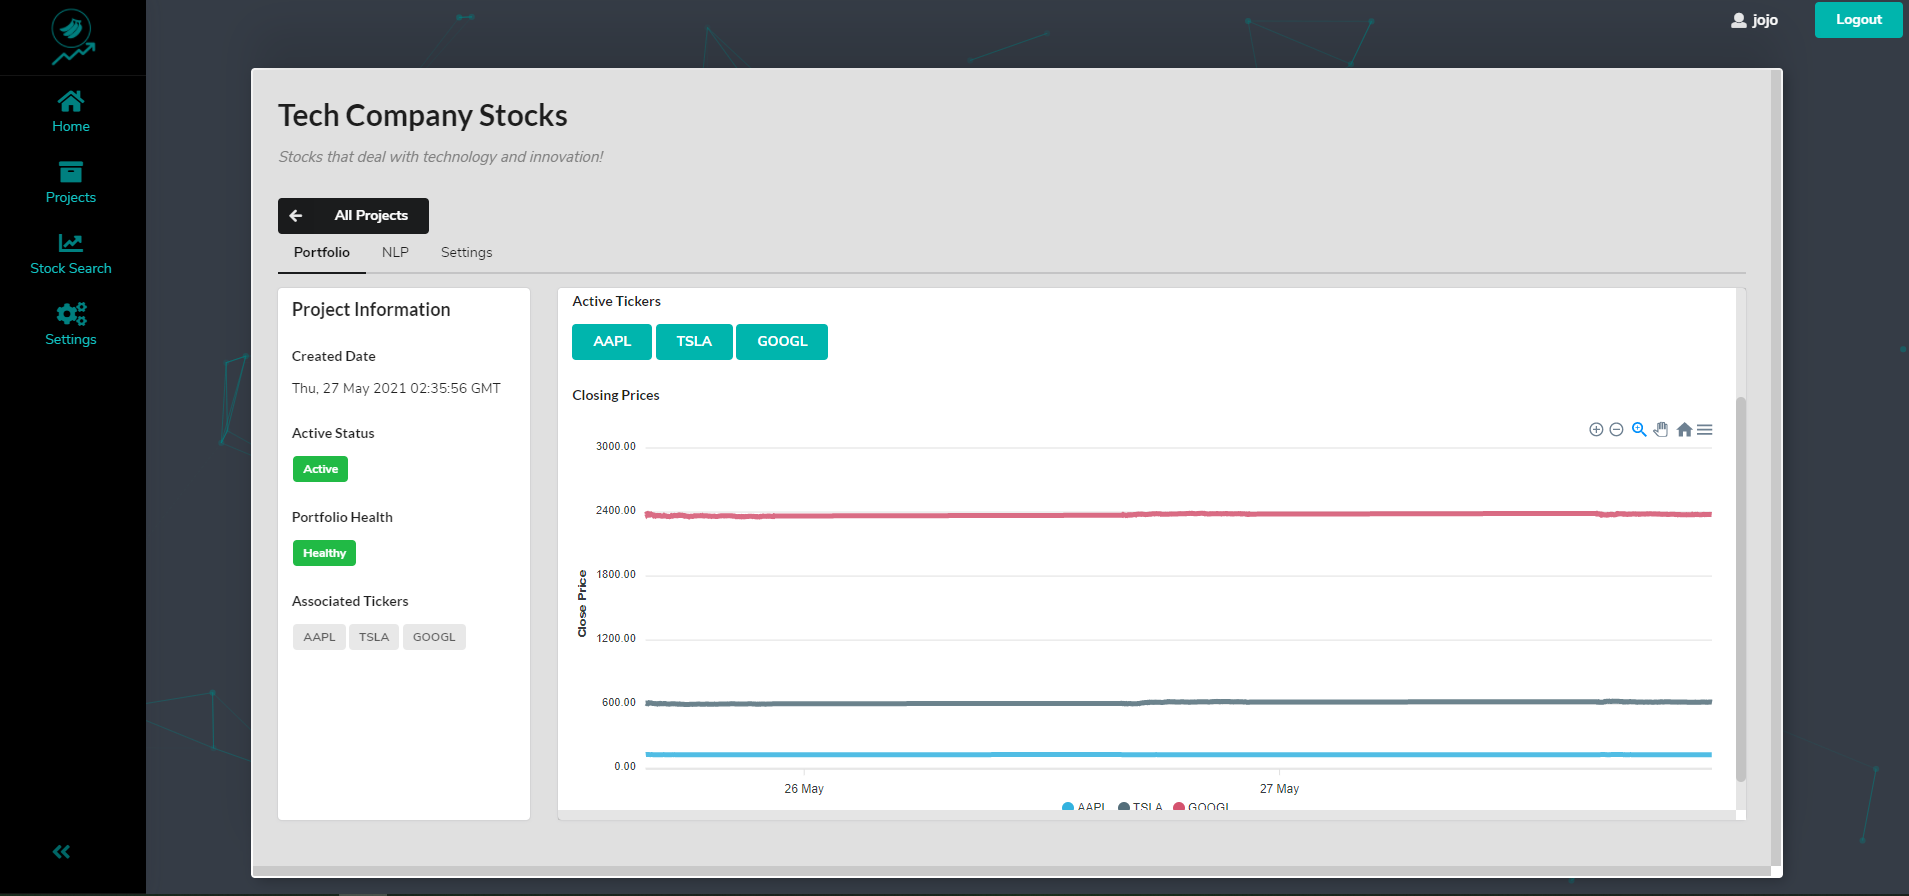 jojo
Logout
Home
Projects
Stock Search
Settings
Tech Company Stocks
Stocks that deal with technology and innovation!
All Projects
Portfolio NLP Settings
Project Information
Created Date
Thu, 27 May 2021 02:35:56 GMT
Active Status
Active
Portfolio Health
Healthy
Associated Tickers
AAPL TSLA GOOGL
Active Tickers
AAPL TSLA GOOGL
Closing Prices
3000.00
2400.00
1800.00
1200.00
600.00
0.00
Close Price
26 May 27 May
AAPL TSLA GOOGL